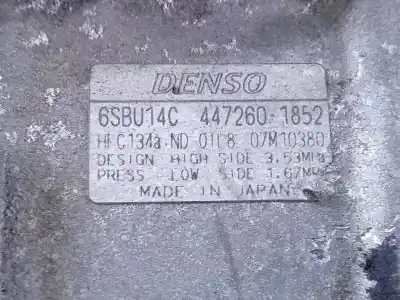 DENSO
6SBU14C 447260-1852
HFC134a-ND-OIL8 07M10380
DESIGN HIGH SIDE 3.53MPa
PRESS LOW SIDE 1.67MPa
MADE IN JAPAN